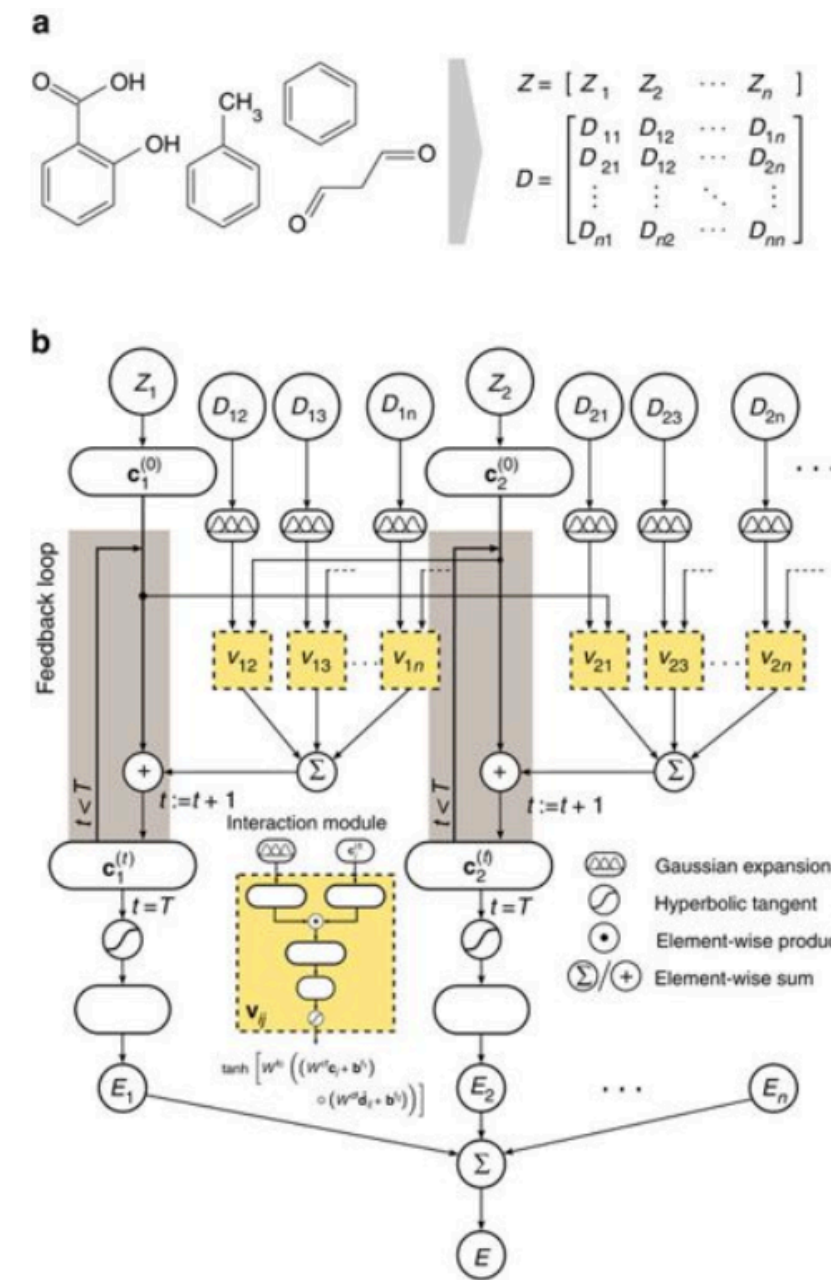 a
O OH
OH
CH3
O
O
Z = [ Z1 Z2 ⋯ Zn ]
D = [ D11 D12 ⋯ D1n
D21 D12 ⋯ D2n
⋮ ⋮ ⋱ ⋮
Dn1 Dn2 ⋯ Dnn ]
b
Z1 D12 D13 D1n Z2 D21 D23 D2n
c1(0) c2(0) ⋯
Feedback loop
v12 v13 ⋯ v1n v21 v23 ⋯ v2n
+ Σ + Σ
t < T t := t + 1 t < T t := t + 1
Interaction module
c1(t) c2(t)
Gaussian expansion
t = T t = T
Hyperbolic tangent
Element-wise produ
Σ/+ Element-wise sum
vij
tanh
E1 E2 ⋯ En
Σ
E